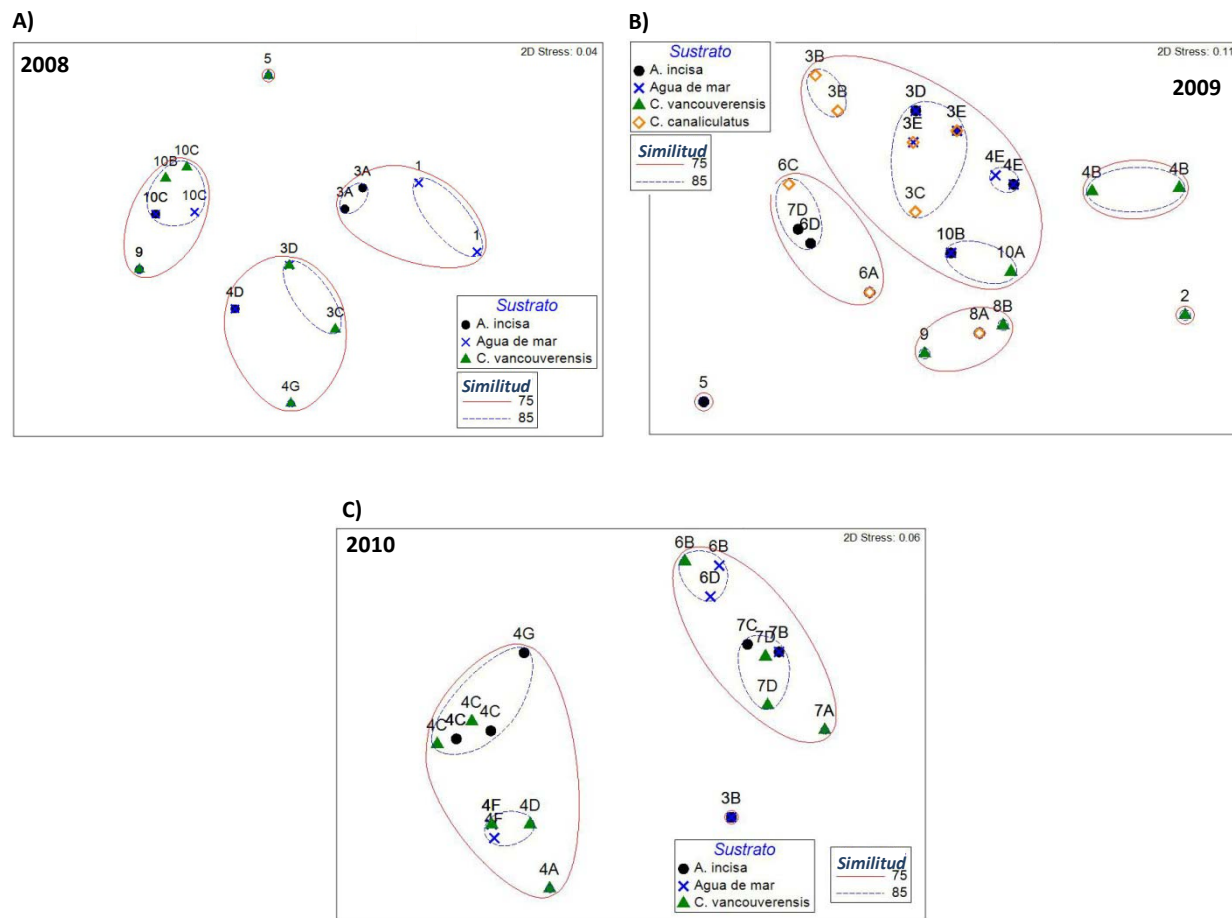 A)
2008
2D Stress: 0.04
5
10B
10C
10C
10C
9
3A
3A
1
1
3D
4D
3C
4G
Sustrato
A. incisa
Agua de mar
C. vancouverensis
Similitud
75
85
B)
2D Stress: 0.11
2009
Sustrato
A. incisa
Agua de mar
C. vancouverensis
C. canaliculatus
Similitud
75
85
3B
3B
3D
3E
3E
4E
4E
3C
4B
4B
6C
7D
6D
6A
10B
10A
8B
8A
9
2
5
C)
2010
2D Stress: 0.06
6B
6B
6D
7C
7D
7B
7D
7A
4G
4C
4C
4C
4C
4F
4F
4D
4A
3B
Sustrato
A. incisa
Agua de mar
C. vancouverensis
Similitud
75
85